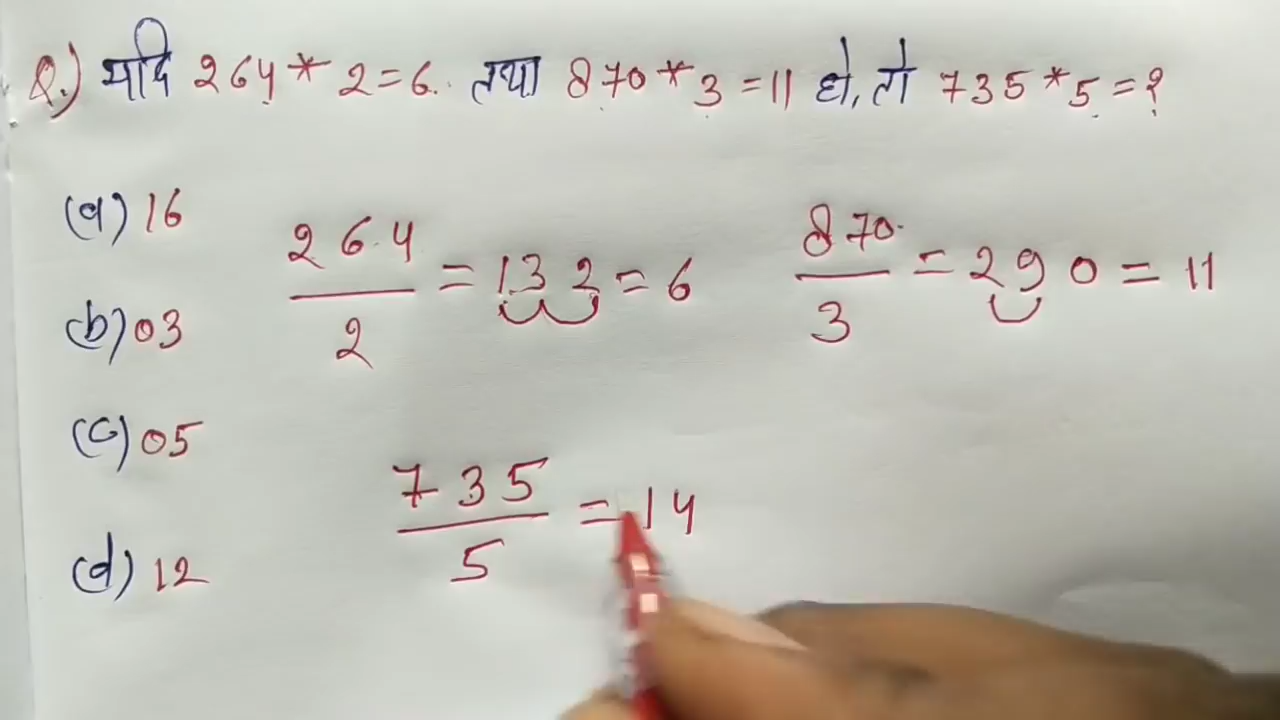 Q.) यदि 264 * 2 = 6. तथा 870 * 3 = 11 हो, तो 735 * 5 = ?
(a) 16
264/2 = 132 = 6
870/3 = 290 = 11
(b) 03
(c) 05
735/5 = 14
(d) 12